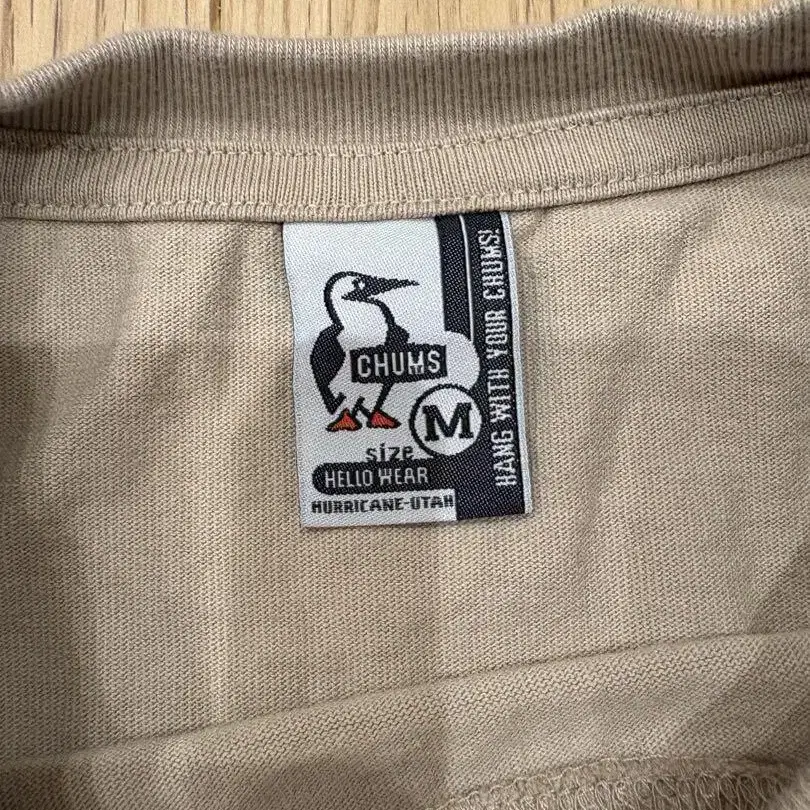 CHUMS
M
size
HELLO WEAR
HURRICANE-UTAH
HANG WITH YOUR CHUMS!